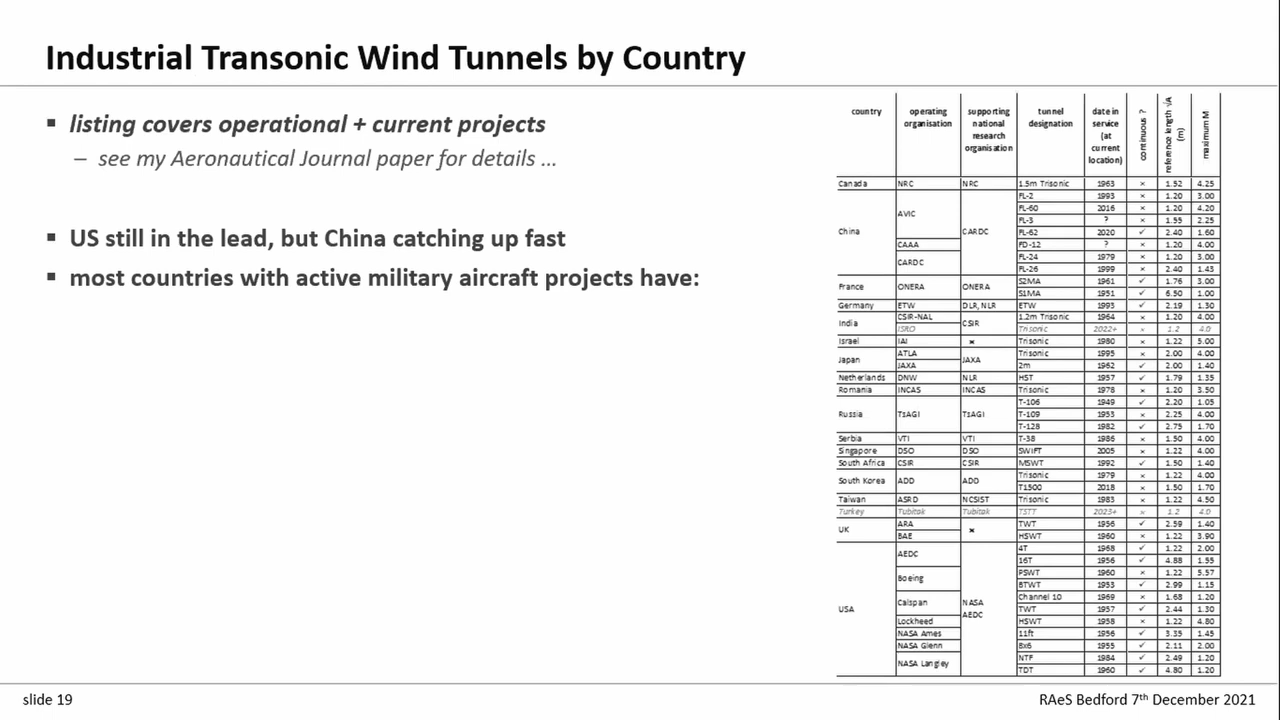 Industrial Transonic Wind Tunnels by Country
▪ listing covers operational + current projects
– see my Aeronautical Journal paper for details ...
▪ US still in the lead, but China catching up fast
▪ most countries with active military aircraft projects have:
country | operating organisation | supporting national research organisation | tunnel designation | date in service (at current location) | continuous ? | reference length √A (m) | maximum M
Canada | NRC | NRC | 1.5m Trisonic | 1963 | × | 1.52 | 4.25
China | AVIC | CARDC | FL-2 | 1993 | × | 1.20 | 3.00
FL-60 | 2016 | × | 1.20 | 4.20
FL-3 | ? | × | 1.55 | 2.25
FL-62 | 2020 | ✓ | 2.40 | 1.60
CAAA | FD-12 | ? | × | 1.20 | 4.00
CARDC | FL-24 | 1979 | × | 1.20 | 3.00
FL-26 | 1999 | × | 2.40 | 1.43
France | ONERA | ONERA | S2MA | 1961 | ✓ | 1.76 | 3.00
S1MA | 1951 | ✓ | 6.50 | 1.00
Germany | ETW | DLR, NLR | ETW | 1993 | ✓ | 2.19 | 1.30
India | CSIR-NAL | CSIR | 1.2m Trisonic | 1964 | × | 1.20 | 4.00
ISRO | Trisonic | 2022+ | × | 1.2 | 4.0
Israel | IAI | × | Trisonic | 1980 | × | 1.22 | 5.00
Japan | ATLA | JAXA | Trisonic | 1995 | × | 2.00 | 4.00
JAXA | 2m | 1962 | ✓ | 2.00 | 1.40
Netherlands | DNW | NLR | HST | 1957 | ✓ | 1.79 | 1.35
Romania | INCAS | INCAS | Trisonic | 1978 | × | 1.20 | 3.50
Russia | TsAGI | TsAGI | T-106 | 1949 | ✓ | 2.20 | 1.05
T-109 | 1953 | × | 2.25 | 4.00
T-128 | 1982 | ✓ | 2.75 | 1.70
Serbia | VTI | VTI | T-38 | 1986 | × | 1.50 | 4.00
Singapore | DSO | DSO | SWIFT | 2005 | × | 1.22 | 4.00
South Africa | CSIR | CSIR | MSWT | 1992 | ✓ | 1.50 | 1.40
South Korea | ADD | ADD | Trisonic | 1979 | × | 1.22 | 4.00
T1500 | 2018 | × | 1.50 | 1.70
Taiwan | ASRD | NCSIST | Trisonic | 1983 | × | 1.22 | 4.50
Turkey | Tubitak | Tubitak | TSTT | 2023+ | × | 1.2 | 4.0
UK | ARA | × | TWT | 1956 | ✓ | 2.59 | 1.40
BAE | HSWT | 1960 | × | 1.22 | 3.90
USA | AEDC | NASA AEDC | 4T | 1968 | ✓ | 1.22 | 2.00
16T | 1956 | ✓ | 4.88 | 1.55
Boeing | PSWT | 1960 | × | 1.22 | 5.57
BTWT | 1953 | ✓ | 2.99 | 1.15
Calspan | Channel 10 | 1969 | × | 1.68 | 1.20
TWT | 1957 | ✓ | 2.44 | 1.30
Lockheed | HSWT | 1958 | × | 1.22 | 4.80
NASA Ames | 11ft | 1956 | ✓ | 3.35 | 1.45
NASA Glenn | 8x6 | 1955 | ✓ | 2.11 | 2.00
NASA Langley | NTF | 1984 | ✓ | 2.49 | 1.20
TDT | 1960 | ✓ | 4.80 | 1.20
slide 19
RAeS Bedford 7th December 2021